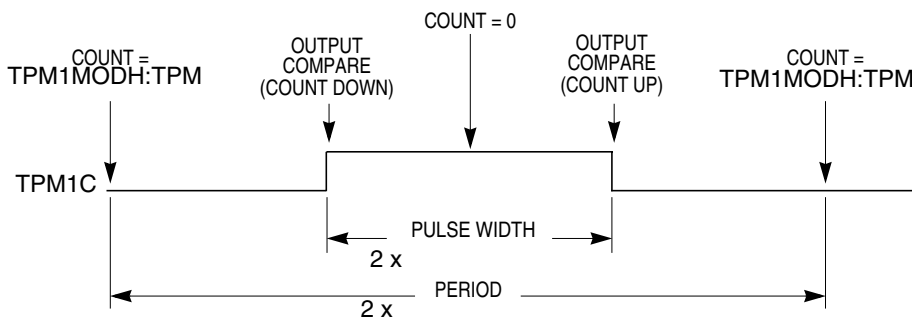 COUNT = 0
COUNT =
TPM1MODH:TPM
OUTPUT
COMPARE
(COUNT DOWN)
OUTPUT
COMPARE
(COUNT UP)
COUNT =
TPM1MODH:TPM
TPM1C
PULSE WIDTH
2 x
PERIOD
2 x